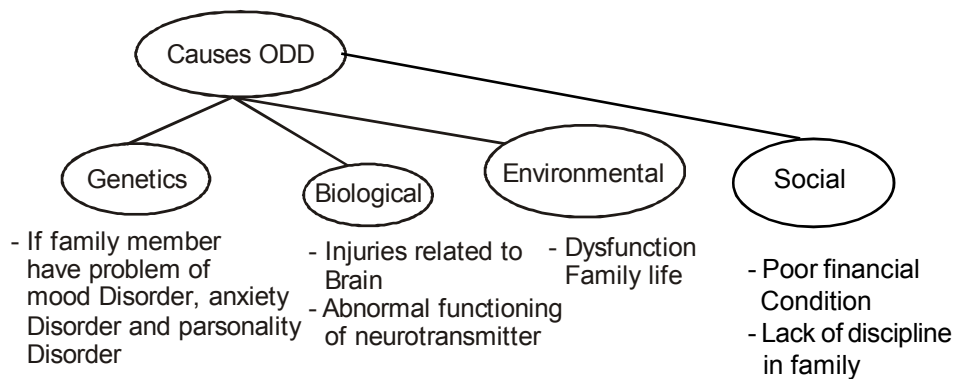 Causes ODD
Genetics
Biological
Environmental
Social
- If family member
have problem of
mood Disorder, anxiety
Disorder and parsonality
Disorder
- Injuries related to
Brain
- Abnormal functioning
of neurotransmitter
- Dysfunction
Family life
- Poor financial
Condition
- Lack of discipline
in family